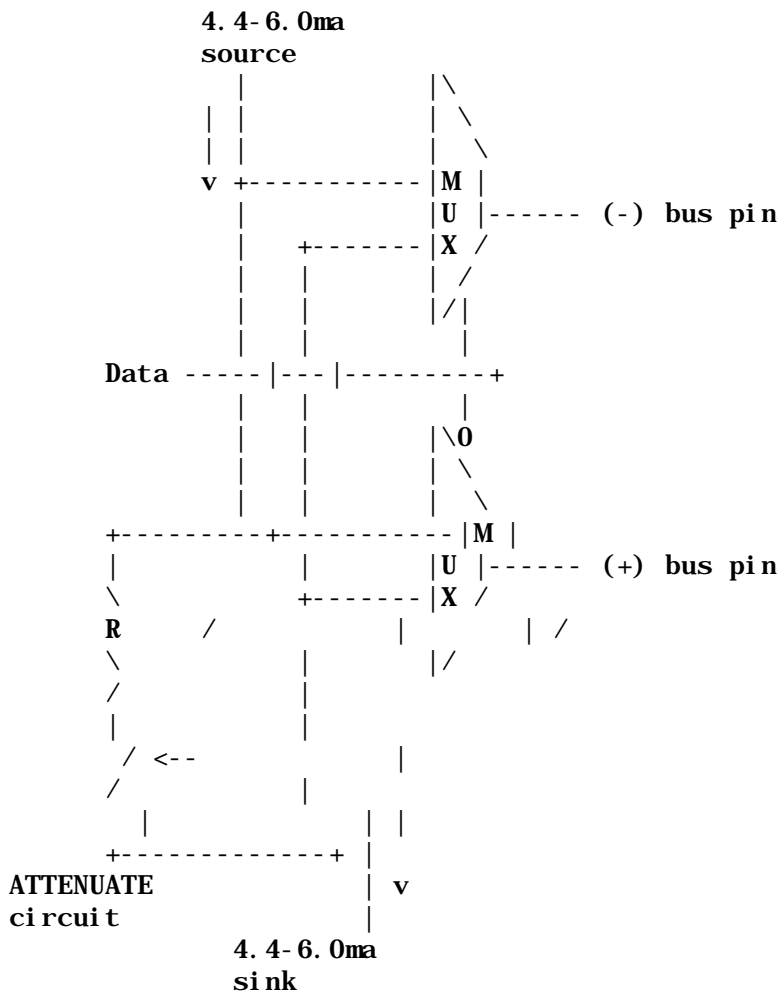 4.4-6.0ma
source
v
M
U (-) bus pin
X
Data
O
M
U (+) bus pin
X
R
<--
ATTENUATE v
circuit
4.4-6.0ma
sink